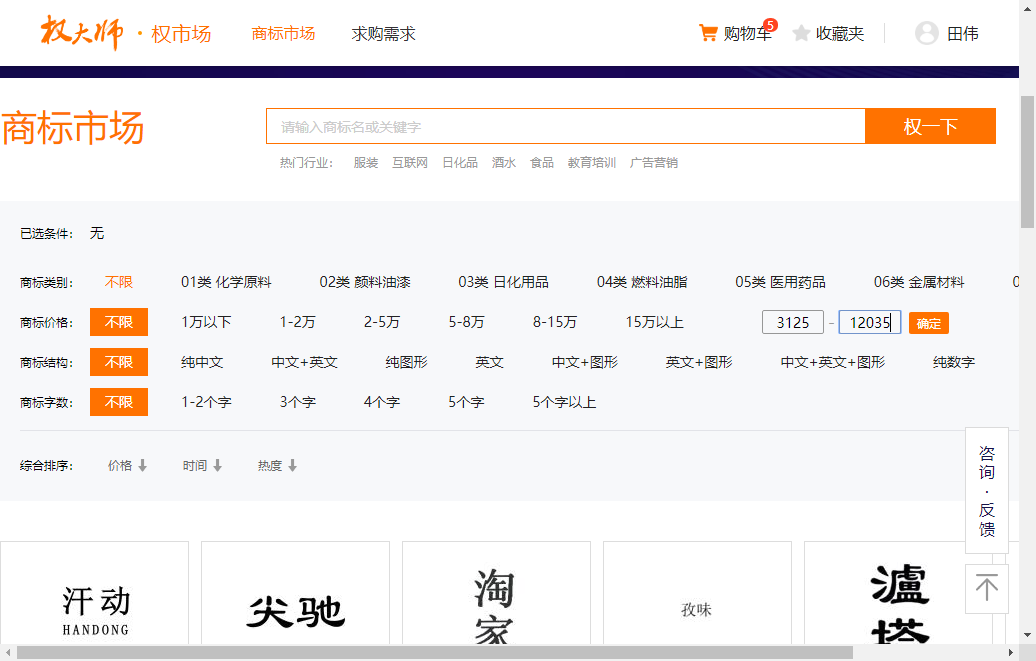 权大师 · 权市场 商标市场 求购需求 购物车 5 收藏夹 田伟
商标市场 请输入商标名或关键字 权一下
热门行业： 服装 互联网 日化品 酒水 食品 教育培训 广告营销
已选条件： 无
商标类别： 不限 01类 化学原料 02类 颜料油漆 03类 日化用品 04类 燃料油脂 05类 医用药品 06类 金属材料 0
商标价格： 不限 1万以下 1-2万 2-5万 5-8万 8-15万 15万以上 3125 - 12035 确定
商标结构： 不限 纯中文 中文+英文 纯图形 英文 中文+图形 英文+图形 中文+英文+图形 纯数字
商标字数： 不限 1-2个字 3个字 4个字 5个字 5个字以上
综合排序： 价格 时间 热度
咨询·反馈
汗动
HANDONG
尖驰
淘家
孜味
泸塔